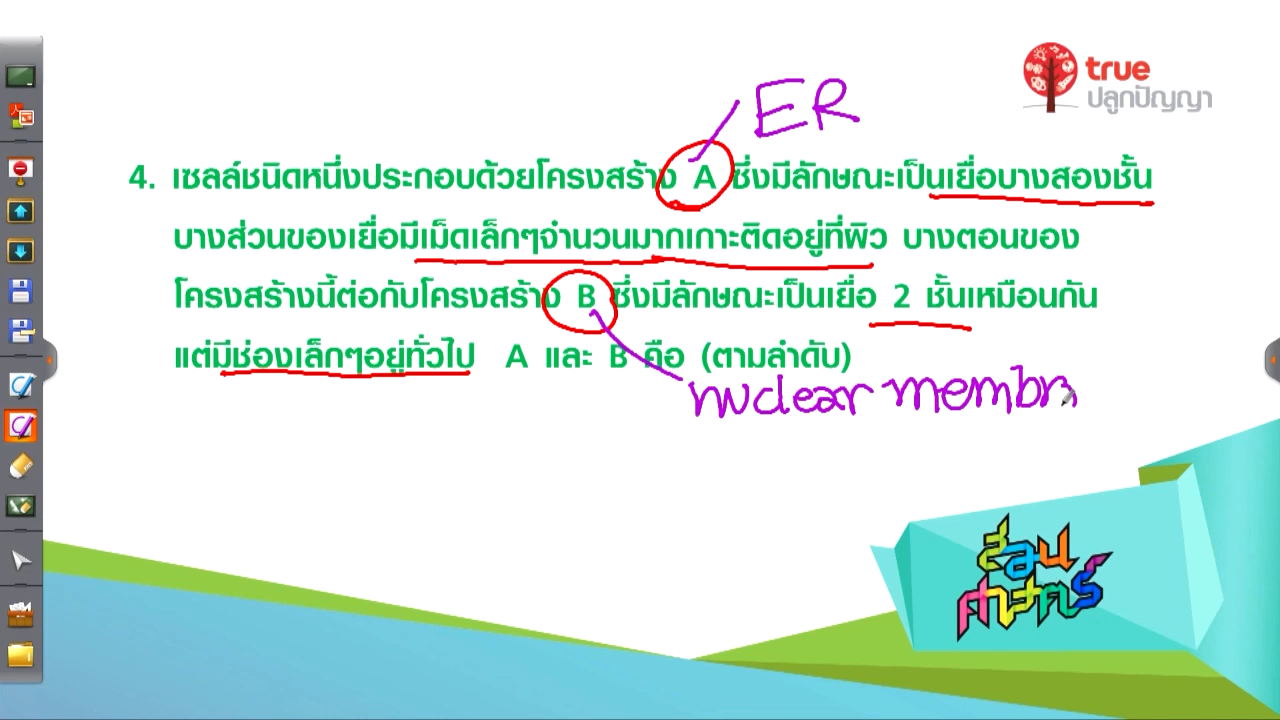 true
ปลูกปัญญา
ER
4. เซลล์ชนิดหนึ่งประกอบด้วยโครงสร้าง A ซึ่งมีลักษณะเป็นเยื่อบางสองชั้น
บางส่วนของเยื่อมีเม็ดเล็กๆจำนวนมากเกาะติดอยู่ที่ผิว บางตอนของ
โครงสร้างนี้ต่อกับโครงสร้าง B ซึ่งมีลักษณะเป็นเยื่อ 2 ชั้นเหมือนกัน
แต่มีช่องเล็กๆอยู่ทั่วไป A และ B คือ (ตามลำดับ)
nuclear membr
สอนศาสตร์